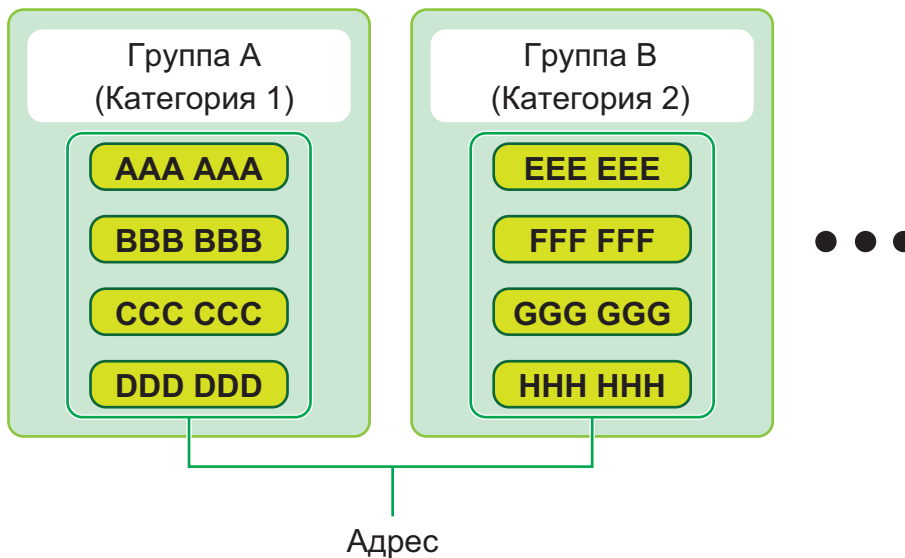 Группа A
(Категория 1)
AAA AAA
BBB BBB
CCC CCC
DDD DDD
Группа B
(Категория 2)
EEE EEE
FFF FFF
GGG GGG
HHH HHH
Адрес